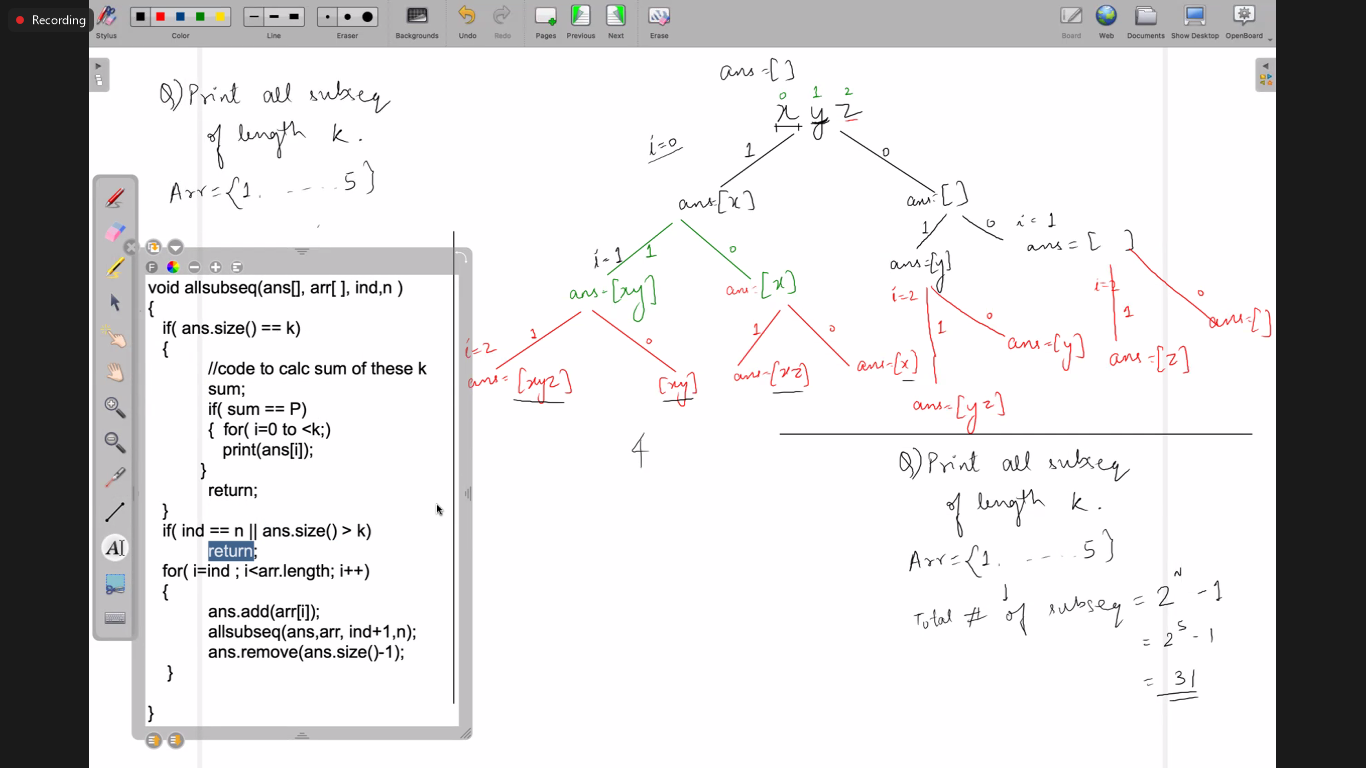 Recording
Stylus
Color
Line
Eraser
Backgrounds
Undo
Redo
Pages
Previous
Next
Erase
Board
Web
Documents
Show Desktop
OpenBoard
Q) Print all subseq
of length k.
Arr={1. - ....5}
void allsubseq(ans[], arr[ ], ind,n )
{
if( ans.size() == k)
{
//code to calc sum of these k
sum;
if( sum == P)
{ for( i=0 to <k;)
print(ans[i]);
}
return;
}
if( ind == n || ans.size() > k)
return;
for( i=ind ; i<arr.length; i++)
{
ans.add(arr[i]);
allsubseq(ans,arr, ind+1,n);
ans.remove(ans.size()-1);
}
}
ans=[]
0 1 2
x y z
i=0
1 0
ans=[x] ans=[]
i=1 1 0 1 0 i=1
ans=[xy] ans=[x] ans=[y] ans=[ ]
i=2 1 0 1 0 i=2 1 0 i=2 1 0
ans=[xyz] [xy] ans=[xz] ans=[x] ans=[yz] ans=[y] ans=[z] ans=[]
4
Q) Print all subseq
of length k.
Arr={1. - ....5}
Total # of subseq = 2^N -1
= 2^5 -1
= 31
F
AI